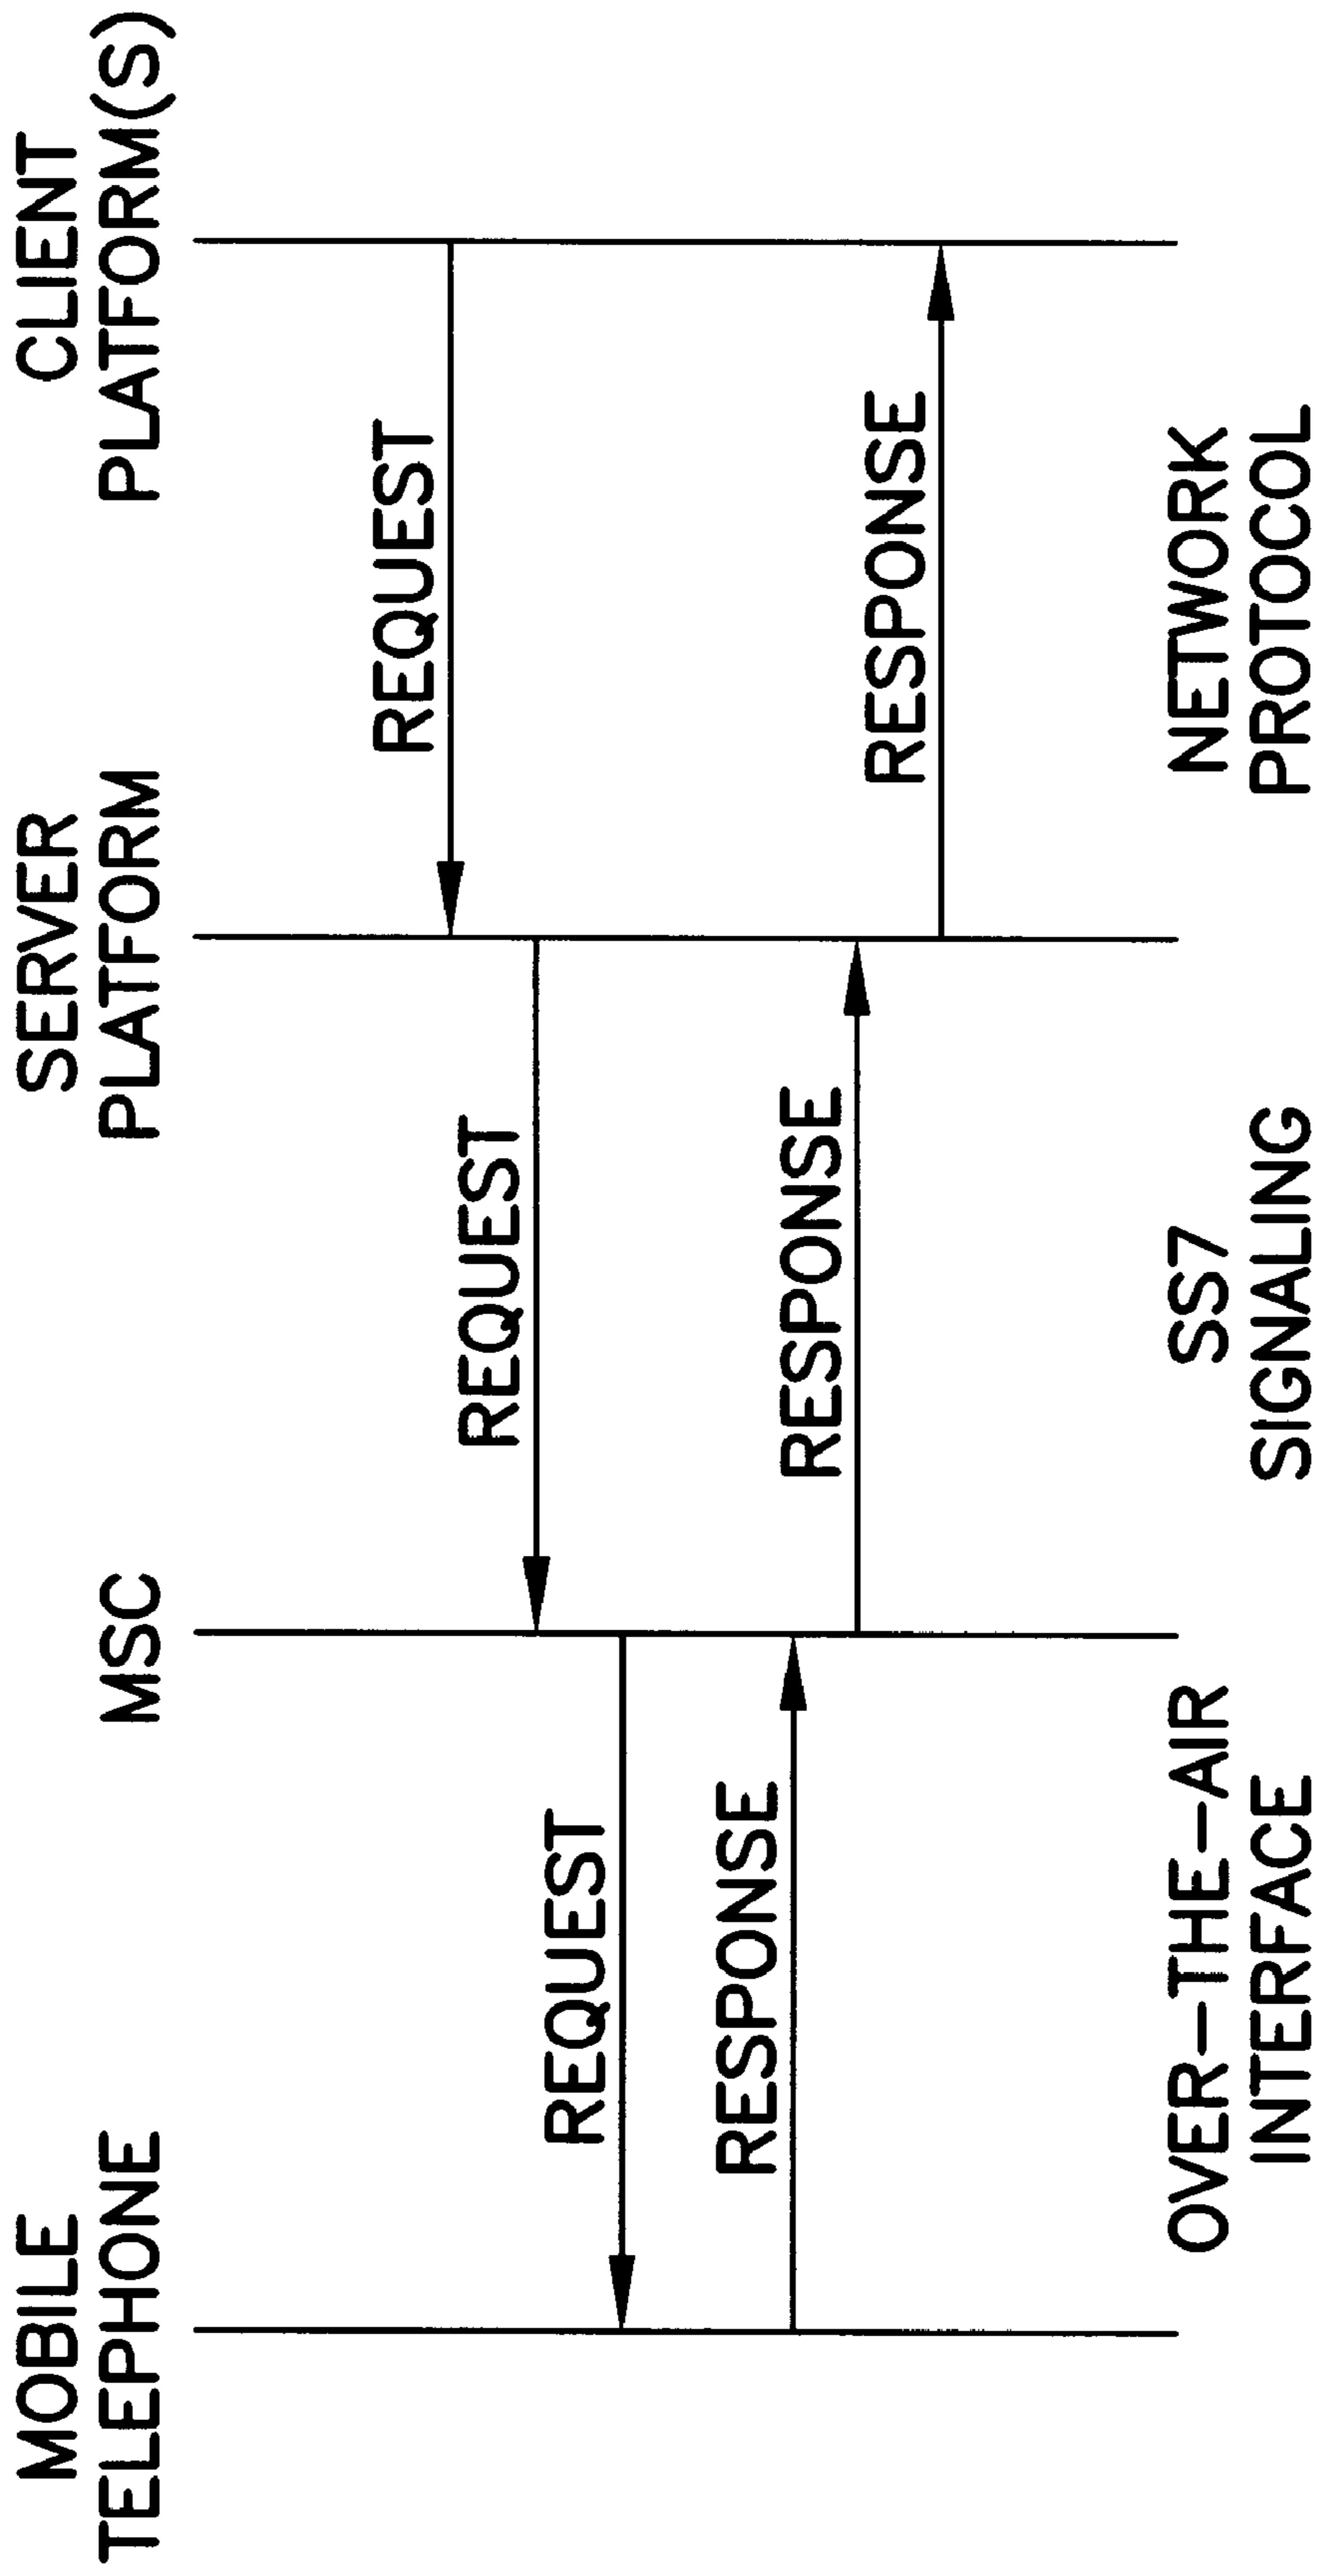 MOBILE
TELEPHONE
MSC
SERVER
PLATFORM
CLIENT
PLATFORM(S)
REQUEST
REQUEST
REQUEST
RESPONSE
RESPONSE
RESPONSE
OVER-THE-AIR
INTERFACE
SS7
SIGNALING
NETWORK
PROTOCOL